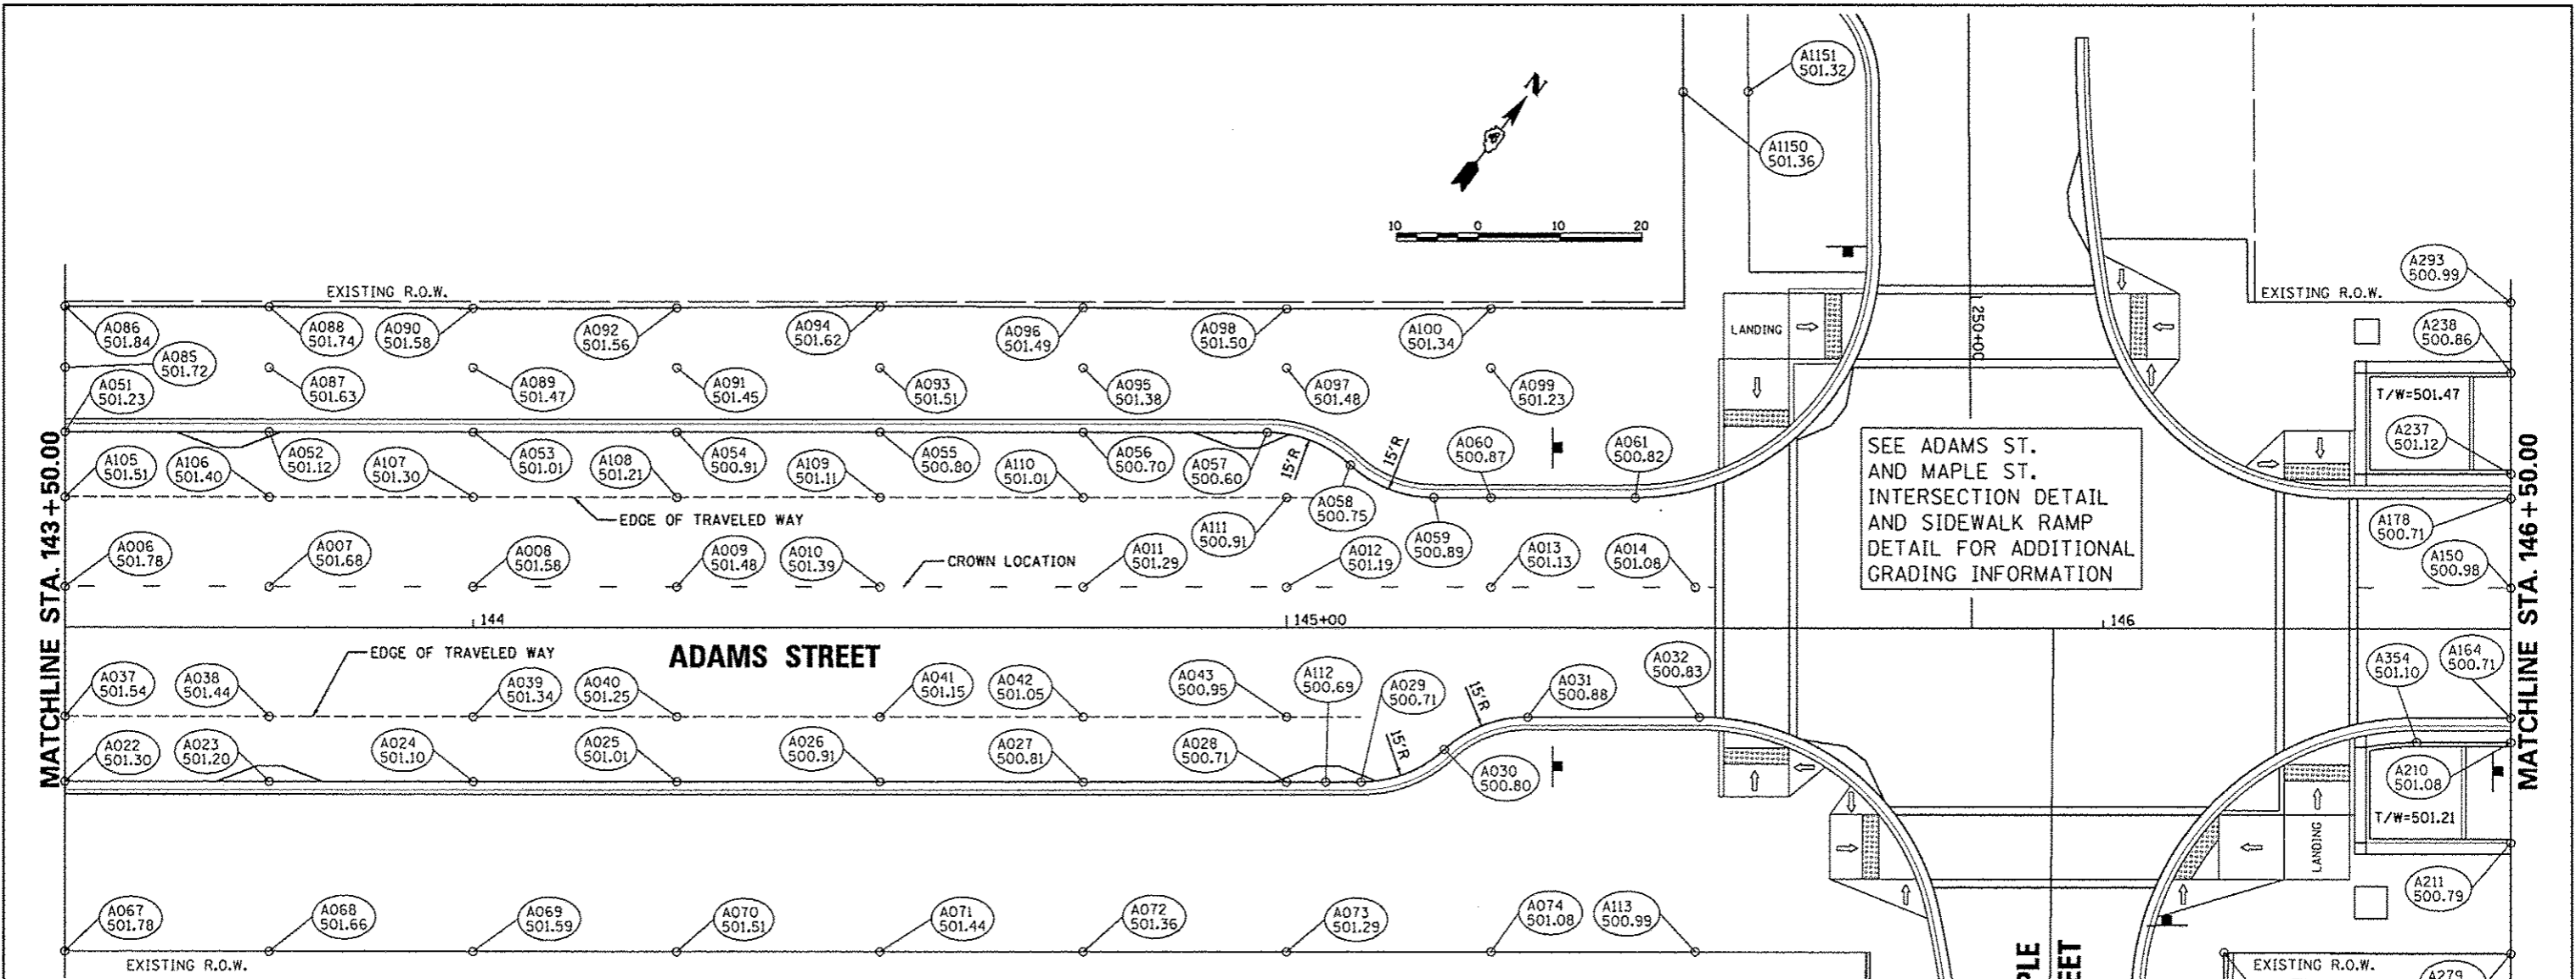 A1151
501.32
N
A1150
501.36
10 0 10 20
A293
500.99
EXISTING R.O.W.
EXISTING R.O.W.
A086
501.84
A088
501.74
A090
501.58
A092
501.56
A094
501.62
A096
501.49
A098
501.50
A100
501.34
LANDING
250+00
A238
500.86
A085
501.72
A051
501.23
A087
501.63
A089
501.47
A091
501.45
A093
501.51
A095
501.38
A097
501.48
A099
501.23
T/W=501.47
A237
501.12
A105
501.51
A106
501.40
A052
501.12
A107
501.30
A053
501.01
A108
501.21
A054
500.91
A109
501.11
A055
500.80
A110
501.01
A056
500.70
A057
500.60
15'R
15'R
A060
500.87
A061
500.82
SEE ADAMS ST.
AND MAPLE ST.
INTERSECTION DETAIL
AND SIDEWALK RAMP
DETAIL FOR ADDITIONAL
GRADING INFORMATION
EDGE OF TRAVELED WAY
A111
500.91
A058
500.75
A059
500.89
A178
500.71
A006
501.78
A007
501.68
A008
501.58
A009
501.48
A010
501.39
CROWN LOCATION
A011
501.29
A012
501.19
A013
501.13
A014
501.08
A150
500.98
MATCHLINE STA. 143+50.00
MATCHLINE STA. 146+50.00
144
145+00
146
EDGE OF TRAVELED WAY
ADAMS STREET
A037
501.54
A038
501.44
A039
501.34
A040
501.25
A041
501.15
A042
501.05
A043
500.95
A112
500.69
A029
500.71
15'R
A031
500.88
A032
500.83
A354
501.10
A164
500.71
A022
501.30
A023
501.20
A024
501.10
A025
501.01
A026
500.91
A027
500.81
A028
500.71
15'R
A030
500.80
A210
501.08
T/W=501.21
LANDING
A211
500.79
A067
501.78
A068
501.66
A069
501.59
A070
501.51
A071
501.44
A072
501.36
A073
501.29
A074
501.08
A113
500.99
EXISTING R.O.W.
EXISTING R.O.W.
A279